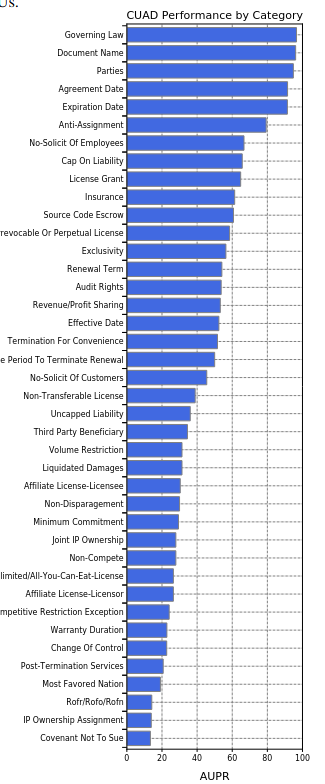 Us.
CUAD Performance by Category
Governing Law
Document Name
Parties
Agreement Date
Expiration Date
Anti-Assignment
No-Solicit Of Employees
Cap On Liability
License Grant
Insurance
Source Code Escrow
rrevocable Or Perpetual License
Exclusivity
Renewal Term
Audit Rights
Revenue/Profit Sharing
Effective Date
Termination For Convenience
e Period To Terminate Renewal
No-Solicit Of Customers
Non-Transferable License
Uncapped Liability
Third Party Beneficiary
Volume Restriction
Liquidated Damages
Affiliate License-Licensee
Non-Disparagement
Minimum Commitment
Joint IP Ownership
Non-Compete
limited/All-You-Can-Eat-License
Affiliate License-Licensor
mpetitive Restriction Exception
Warranty Duration
Change Of Control
Post-Termination Services
Most Favored Nation
Rofr/Rofo/Rofn
IP Ownership Assignment
Covenant Not To Sue
0 20 40 60 80 100
AUPR